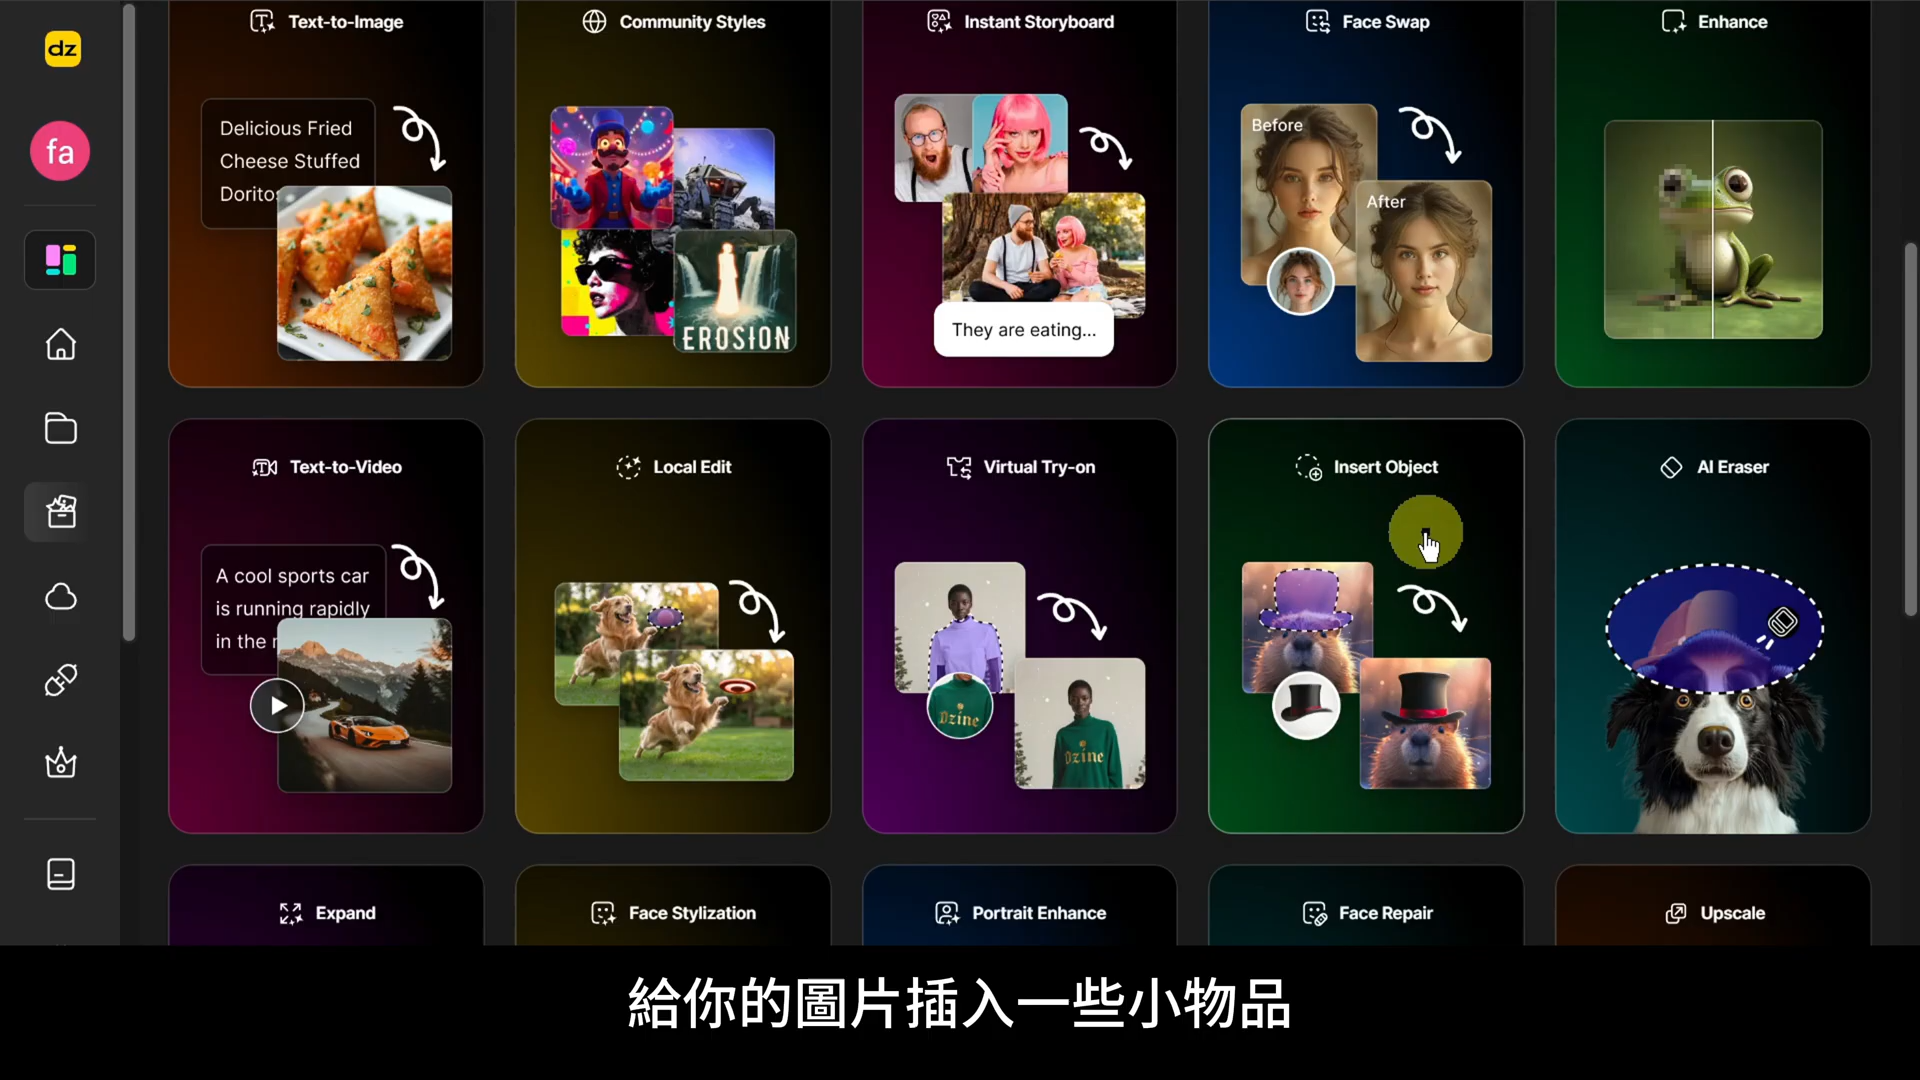 dz
fa
Text-to-Image
Delicious Fried
Cheese Stuffed
Doritos
Community Styles
EROSION
Instant Storyboard
They are eating...
Face Swap
Before
After
Enhance
Text-to-Video
A cool sports car
is running rapidly
in the
Local Edit
Virtual Try-on
Dzine
Dzine
Insert Object
AI Eraser
Expand
Face Stylization
Portrait Enhance
Face Repair
Upscale
給你的圖片插入一些小物品